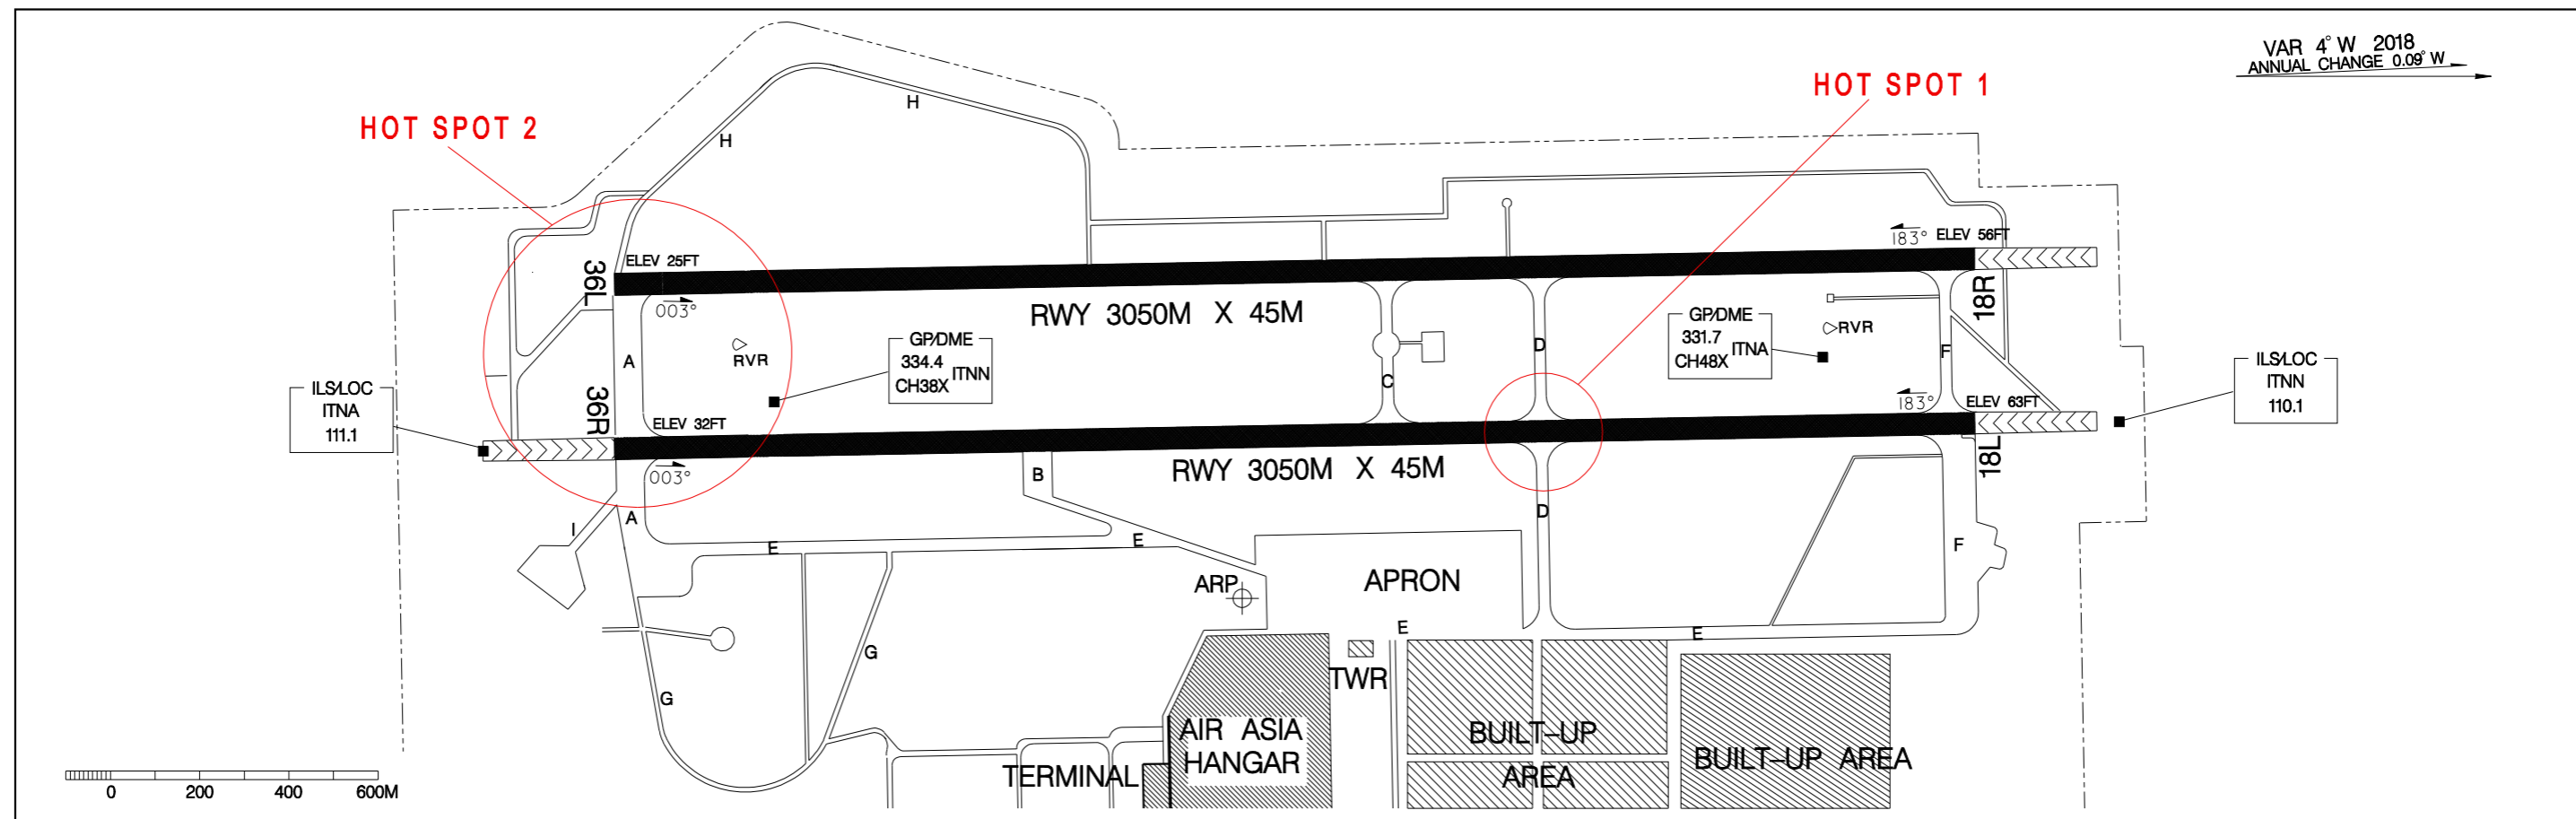 VAR 4° W 2018
ANNUAL CHANGE 0.09° W
HOT SPOT 1
HOT SPOT 2
H
H
183° ELEV 56FT
ELEV 25FT
36L
003°
18R
RWY 3050M X 45M
GP/DME
331.7
CH48X
ITNA
RVR
GP/DME
334.4
CH38X
ITNN
RVR
A
C
D
F
ILS/LOC
ITNA
111.1
ILS/LOC
ITNN
110.1
36R
ELEV 32FT
183°
ELEV 63FT
003°
18L
RWY 3050M X 45M
B
A
I
D
E
E
F
ARP
APRON
E
E
G
G
TWR
AIR ASIA
HANGAR
TERMINAL
BUILT-UP
AREA
BUILT-UP AREA
0 200 400 600M